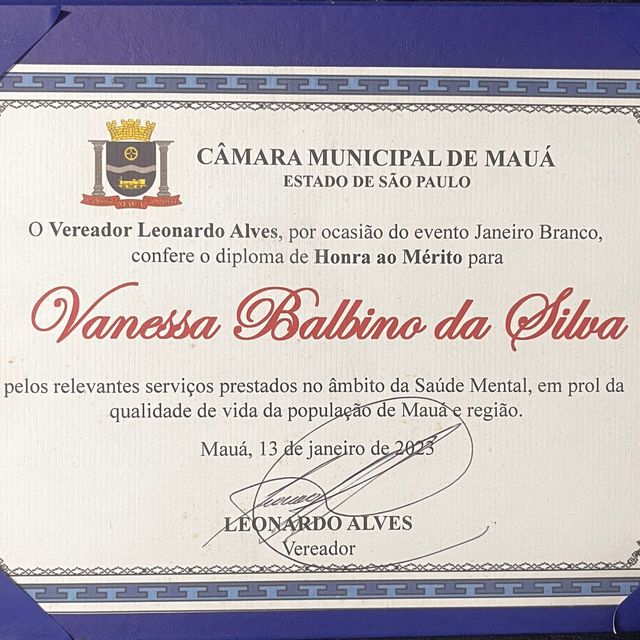 CÂMARA MUNICIPAL DE MAUÁ
ESTADO DE SÃO PAULO
MAUÁ
O Vereador Leonardo Alves, por ocasião do evento Janeiro Branco,
confere o diploma de Honra ao Mérito para
Vanessa Balbino da Silva
pelos relevantes serviços prestados no âmbito da Saúde Mental, em prol da
qualidade de vida da população de Mauá e região.
Mauá, 13 de janeiro de 2023
LEONARDO ALVES
Vereador